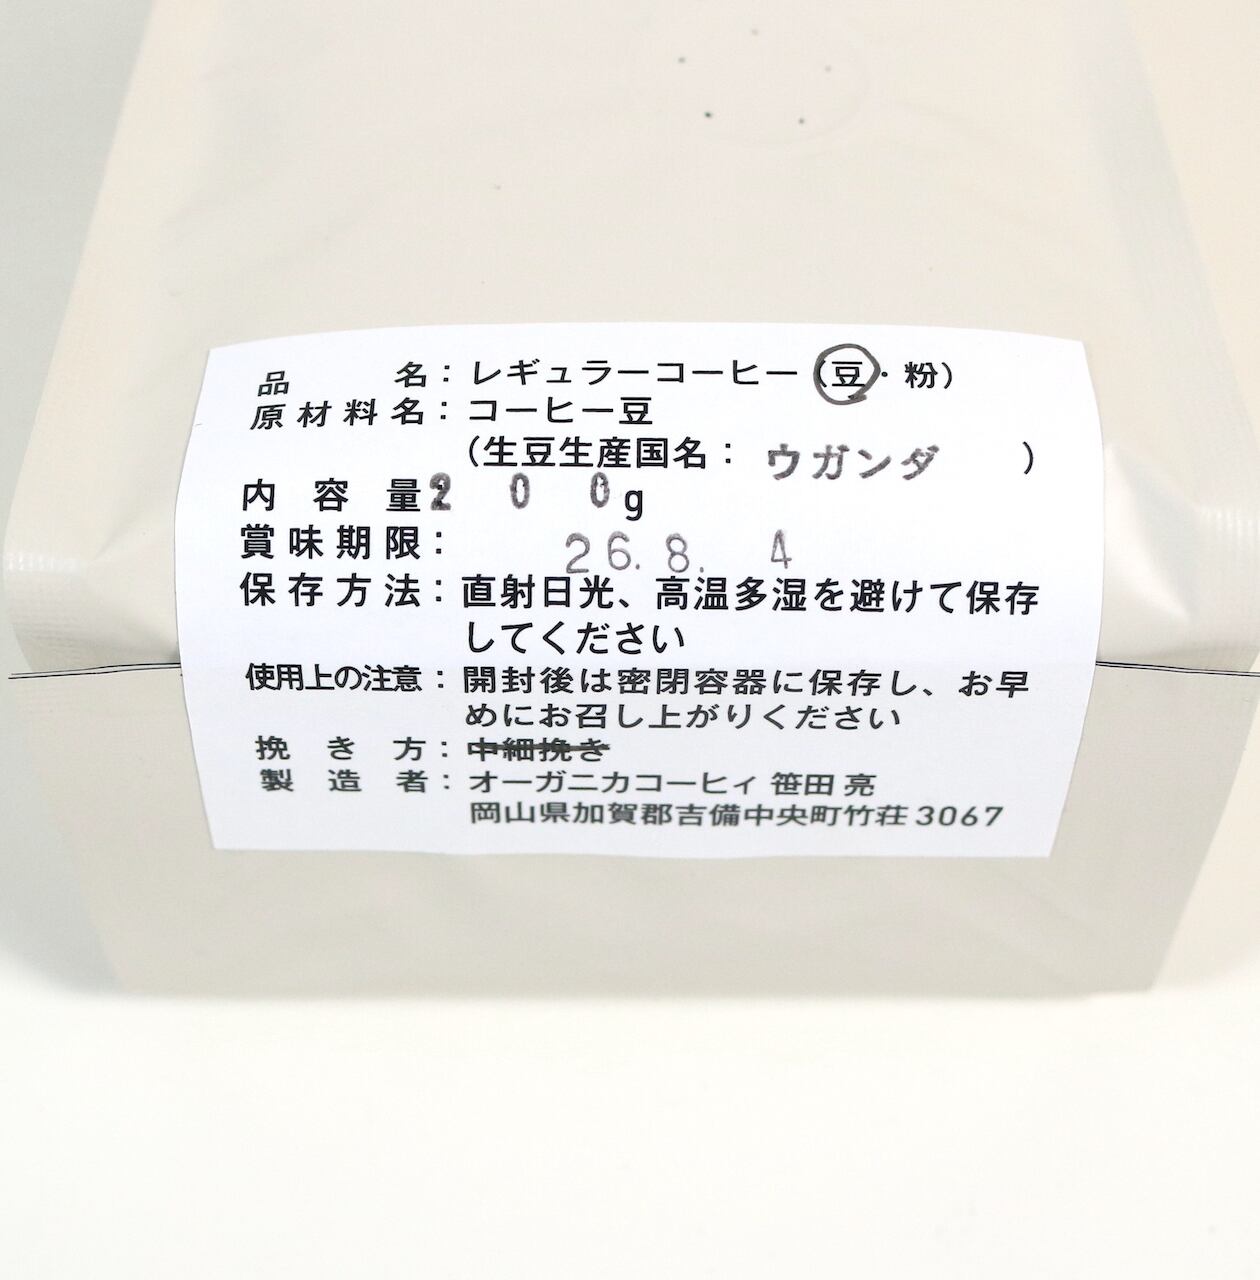 品名：レギュラーコーヒー（豆・粉）
原材料名：コーヒー豆
（生豆生産国名：ウガンダ）
内容量：200g
賞味期限：26.8.4
保存方法：直射日光、高温多湿を避けて保存
してください
使用上の注意：開封後は密閉容器に保存し、お早
めにお召し上がりください
挽き方：中細挽き
製造者：オーガニカコーヒィ 笹田 亮
岡山県加賀郡吉備中央町竹荘3067